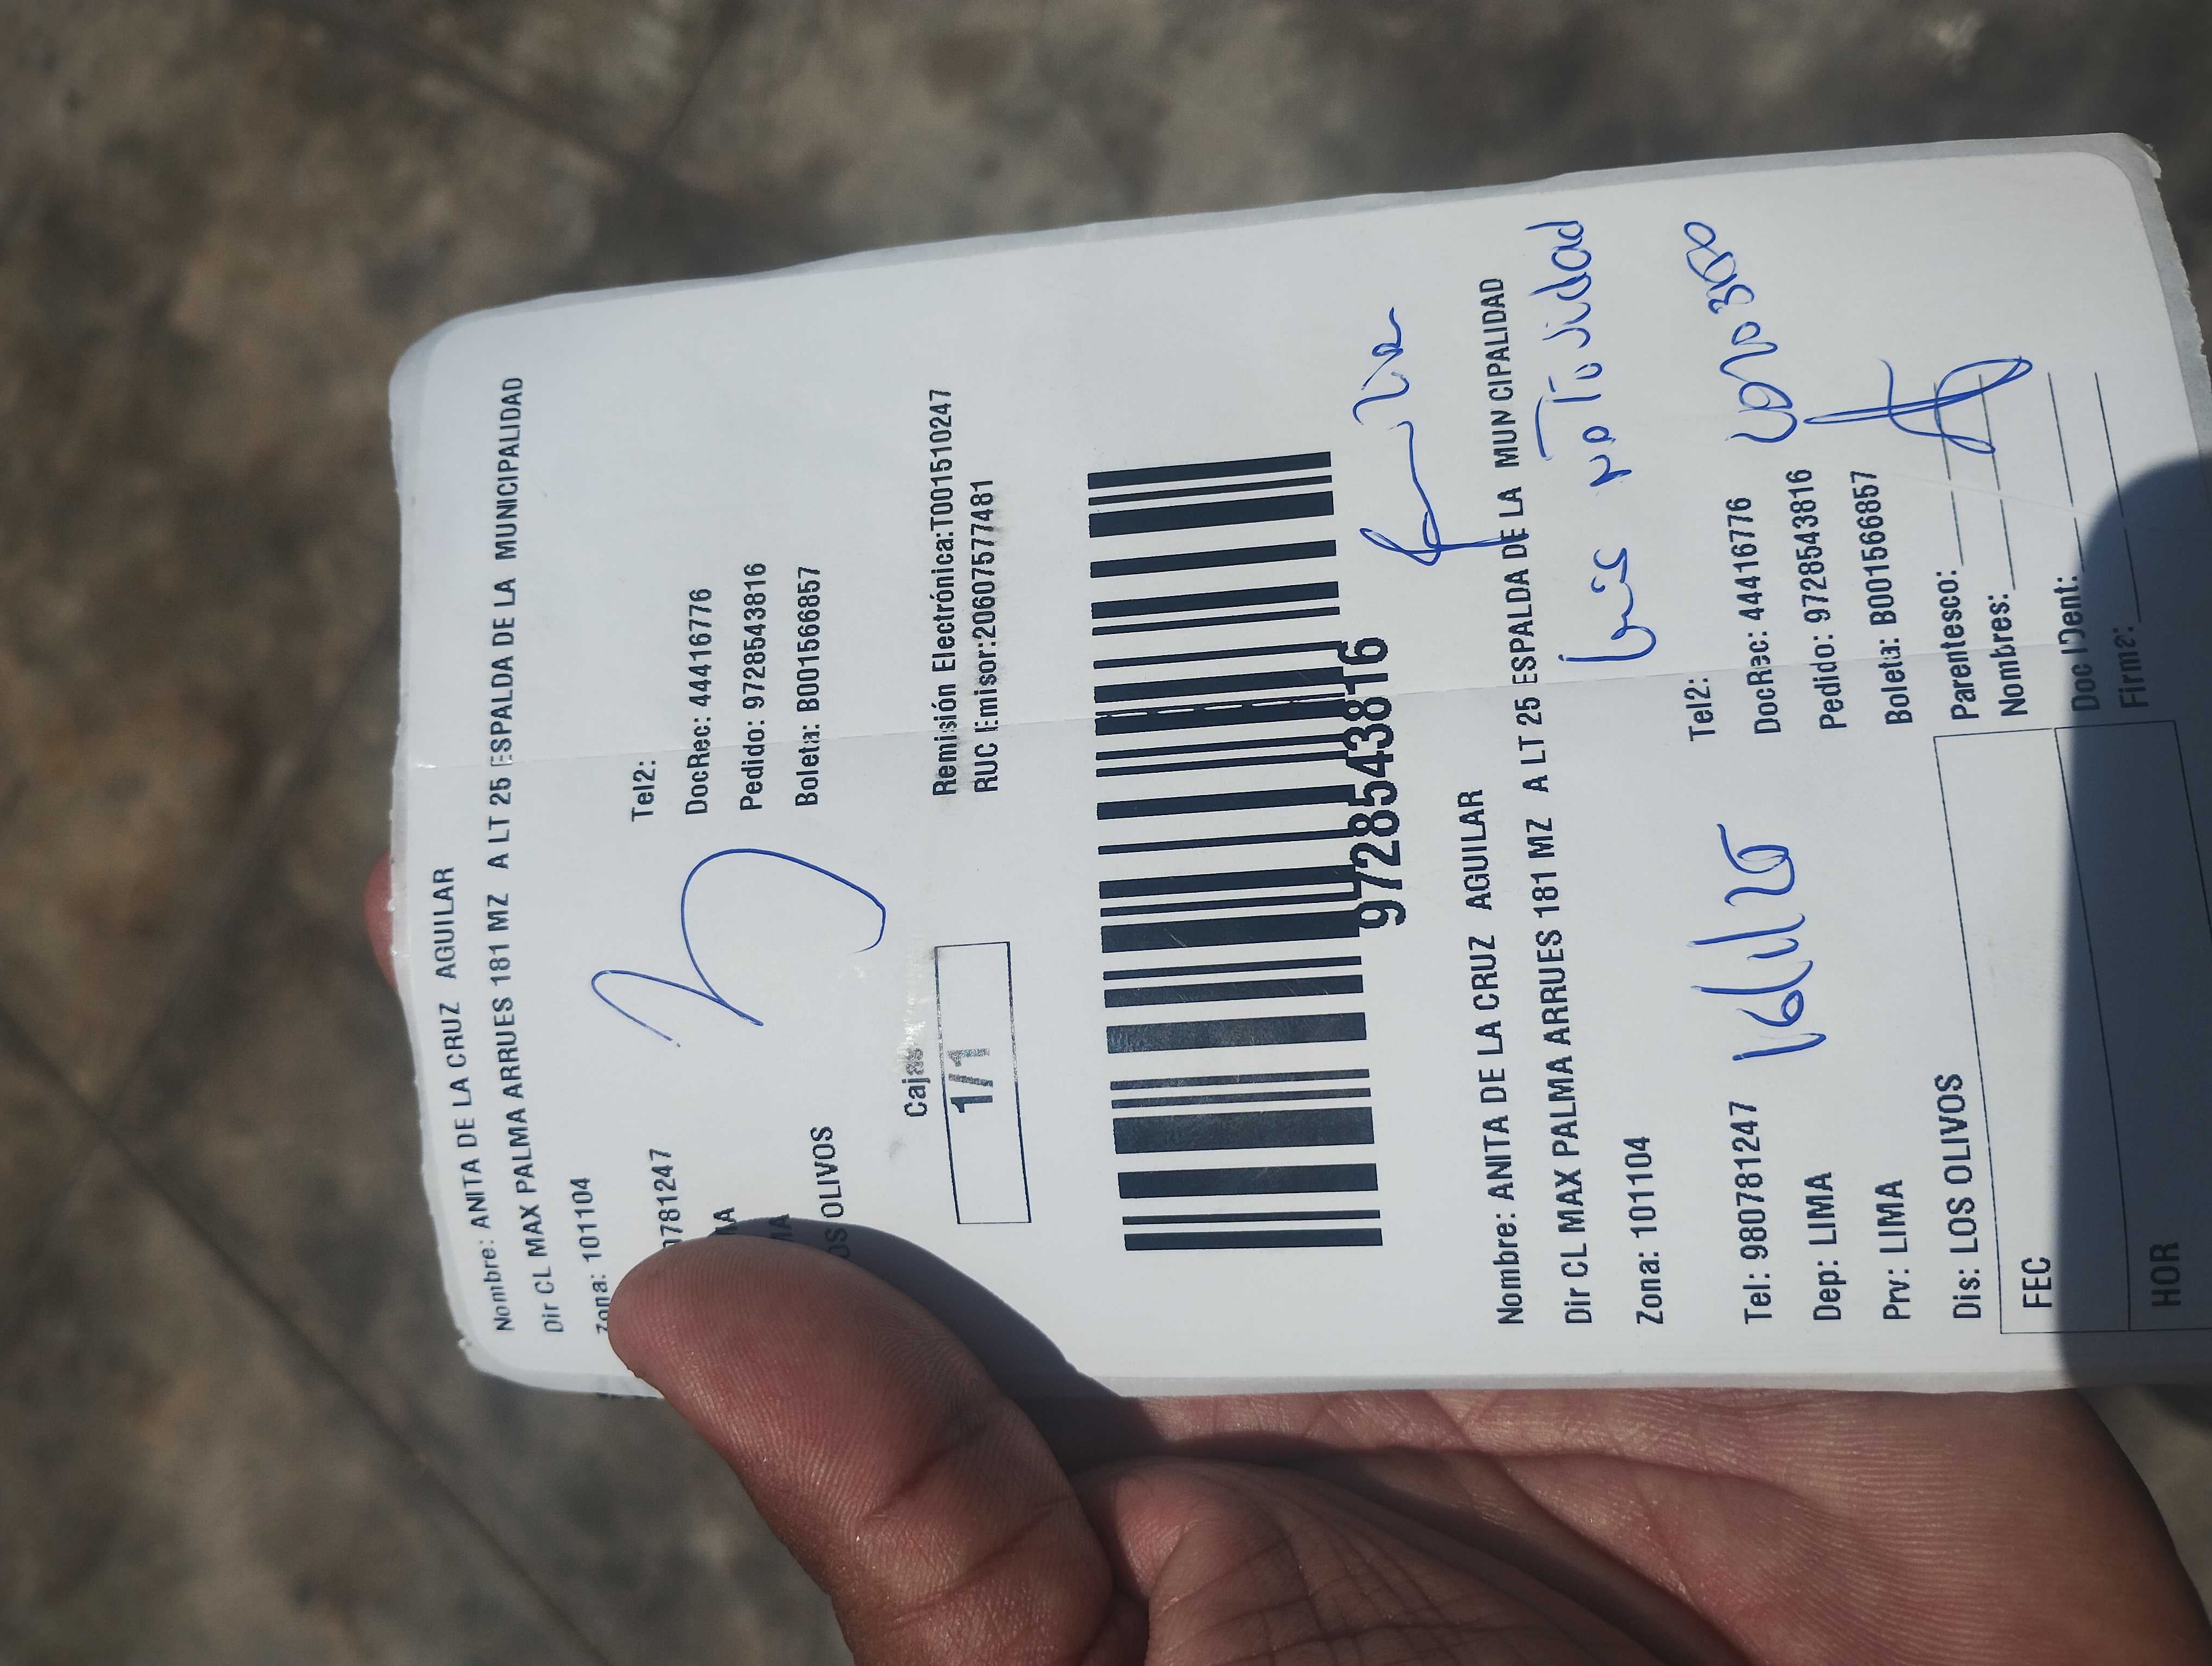 Nombre: ANITA DE LA CRUZ AGUILAR
Dir CL MAX PALMA ARRUES 181 MZ A LT 25 ESPALDA DE LA MUNICIPALIDAD
Zona: 101104
Tel2:
0781247
DocRec: 44416776
Pedido: 9728543816
OLIVOS
Boleta: B001566857
Cajas
1/1
Remisión Electrónica:T001510247
RUC Emisor:20607577481
9728543816
Nombre: ANITA DE LA CRUZ AGUILAR
Dir CL MAX PALMA ARRUES 181 MZ A LT 25 ESPALDA DE LA MUNICIPALIDAD
Luis
Zona: 101104
Tel2:
Tel: 980781247
DocRec: 44416776
Dep: LIMA
Pedido: 9728543816
Prv: LIMA
Boleta: B001566857
Dis: LOS OLIVOS
Parentesco:
Nombres:
FEC
Doc IDent:
Firma:
HOR